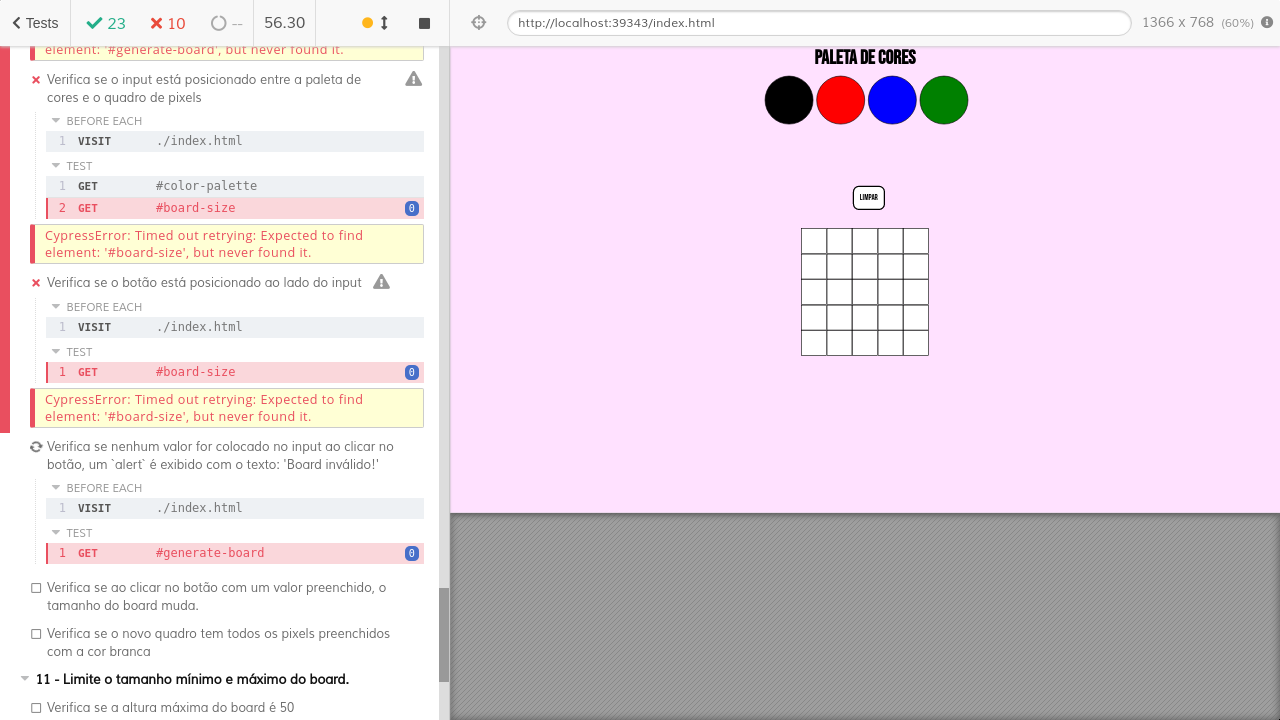 Tests
23
10
--
56.30
http://localhost:39343/index.html
1366 x 768 (60%)
element: '#generate-board', but never found it.
Verifica se o input está posicionado entre a paleta de
cores e o quadro de pixels
BEFORE EACH
1 VISIT ./index.html
TEST
1 GET #color-palette
2 GET #board-size 0
CypressError: Timed out retrying: Expected to find
element: '#board-size', but never found it.
Verifica se o botão está posicionado ao lado do input
BEFORE EACH
1 VISIT ./index.html
TEST
1 GET #board-size 0
CypressError: Timed out retrying: Expected to find
element: '#board-size', but never found it.
Verifica se nenhum valor for colocado no input ao clicar no
botão, um `alert` é exibido com o texto: 'Board inválido!'
BEFORE EACH
1 VISIT ./index.html
TEST
1 GET #generate-board 0
Verifica se ao clicar no botão com um valor preenchido, o
tamanho do board muda.
Verifica se o novo quadro tem todos os pixels preenchidos
com a cor branca
11 - Limite o tamanho mínimo e máximo do board.
Verifica se a altura máxima do board é 50
PALETA DE CORES
LIMPAR